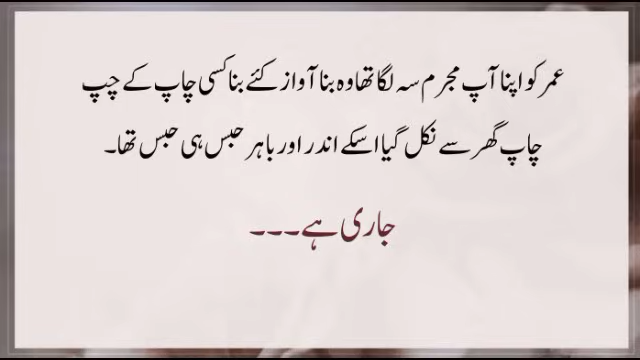 عمر کو اپنا آپ مجرم سہ لگا تھا وہ بنا آواز کئے بنا کسی چاپ کے چپ
چاپ گھر سے نکل گیا اسکے اندر اور باہر حبس ہی حبس تھا۔
جاری ہے۔۔۔